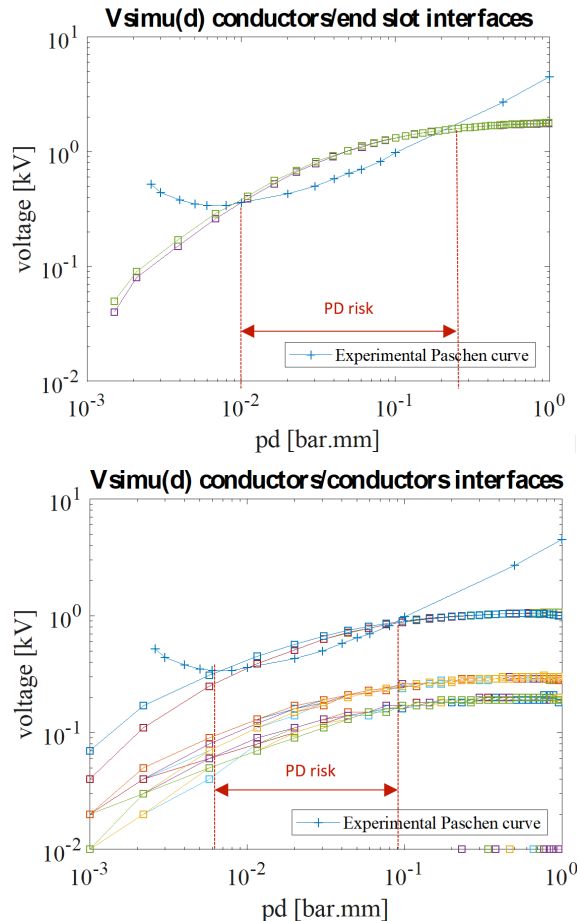 Vsimu(d) conductors/end slot interfaces
10^1
10^0
10^-1
10^-2
voltage [kV]
PD risk
Experimental Paschen curve
10^-3
10^-2
10^-1
10^0
pd [bar.mm]
Vsimu(d) conductors/conductors interfaces
10^1
10^0
10^-1
10^-2
voltage [kV]
PD risk
Experimental Paschen curve
10^-3
10^-2
10^-1
10^0
pd [bar.mm]